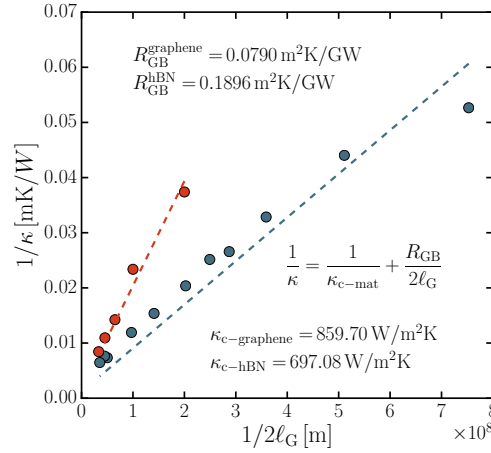 0.07
0.06
0.05
0.04
0.03
0.02
0.01
0.00
1/κ [mK/W]
R_GB^graphene = 0.0790 m²K/GW
R_GB^hBN = 0.1896 m²K/GW
1/κ = 1/κ_c−mat + R_GB/2ℓ_G
κ_c−graphene = 859.70 W/m²K
κ_c−hBN = 697.08 W/m²K
0 1 2 3 4 5 6 7 8
1/2ℓ_G [m]
×10⁸